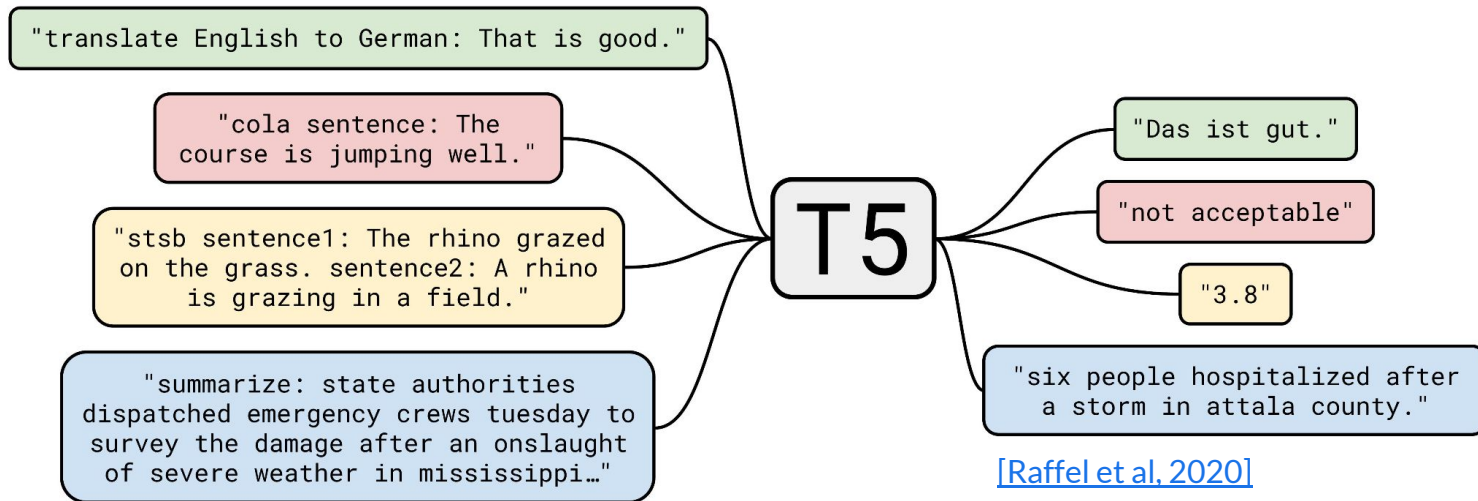 "translate English to German: That is good."
"cola sentence: The
course is jumping well."
"stsb sentence1: The rhino grazed
on the grass. sentence2: A rhino
is grazing in a field."
"summarize: state authorities
dispatched emergency crews tuesday to
survey the damage after an onslaught
of severe weather in mississippi…"
T5
"Das ist gut."
"not acceptable"
"3.8"
"six people hospitalized after
a storm in attala county."
[Raffel et al, 2020]